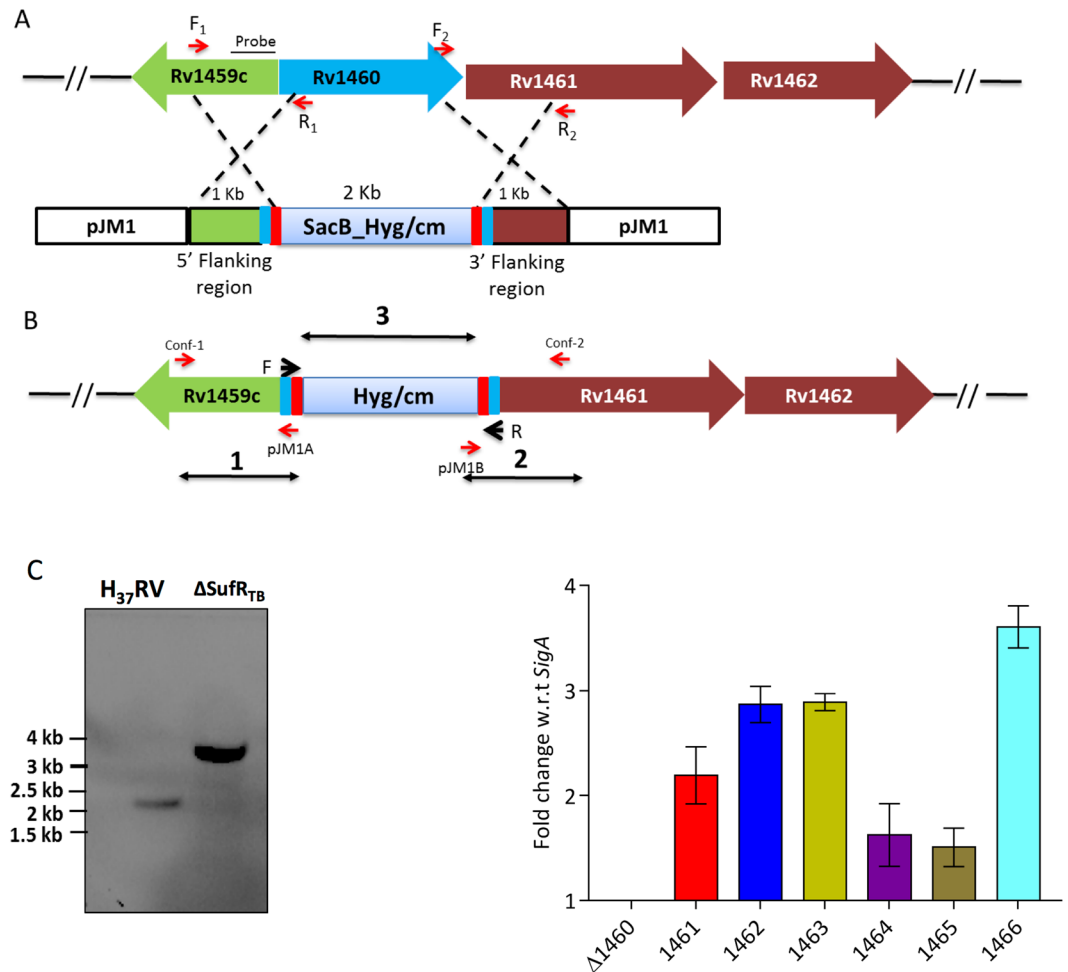 A
F1
Probe
F2
//
Rv1459c
Rv1460
Rv1461
Rv1462
//
R1
R2
1 Kb
2 Kb
1 Kb
pJM1
SacB_Hyg/cm
pJM1
5’ Flanking
region
3’ Flanking
region
B
3
Conf-1
Conf-2
F
//
Rv1459c
Hyg/cm
Rv1461
Rv1462
//
pJM1A
R
pJM1B
1
2
C
H37RV
ΔSufRTB
4 kb
3 kb
2.5 kb
2 kb
1.5 kb
Fold change w.r.t SigA
4
3
2
1
Δ1460
1461
1462
1463
1464
1465
1466